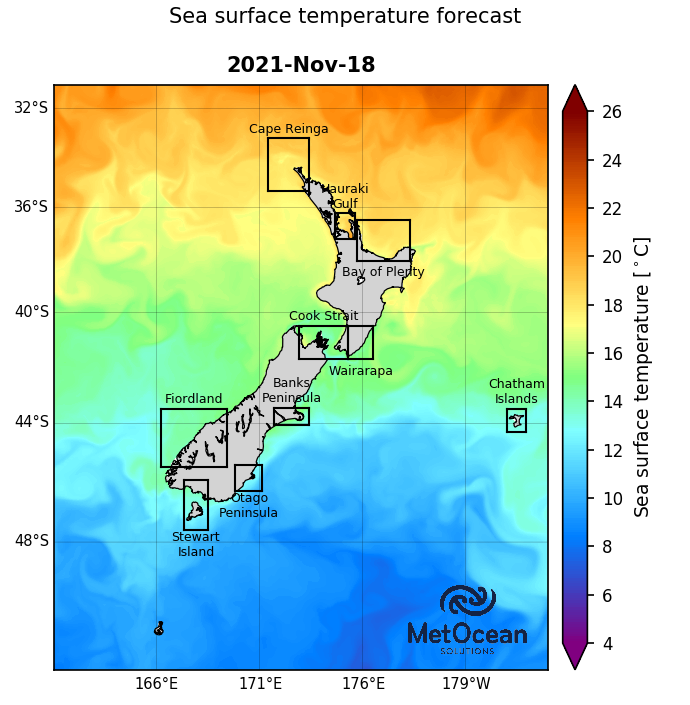 Sea surface temperature forecast
2021-Nov-18
32°S
36°S
40°S
44°S
48°S
166°E
171°E
176°E
179°W
Cape Reinga
Hauraki
Gulf
Bay of Plenty
Cook Strait
Wairarapa
Banks
Peninsula
Fiordland
Chatham
Islands
Otago
Peninsula
Stewart
Island
MetOcean
SOLUTIONS
26
24
22
20
18
16
14
12
10
8
6
4
Sea surface temperature [°C]